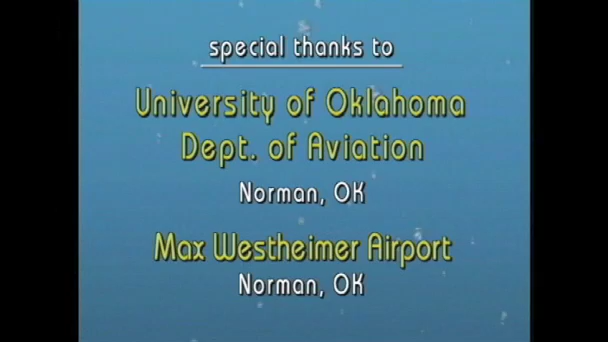 special thanks to
University of Oklahoma
Dept. of Aviation
Norman, OK
Max Westheimer Airport
Norman, OK